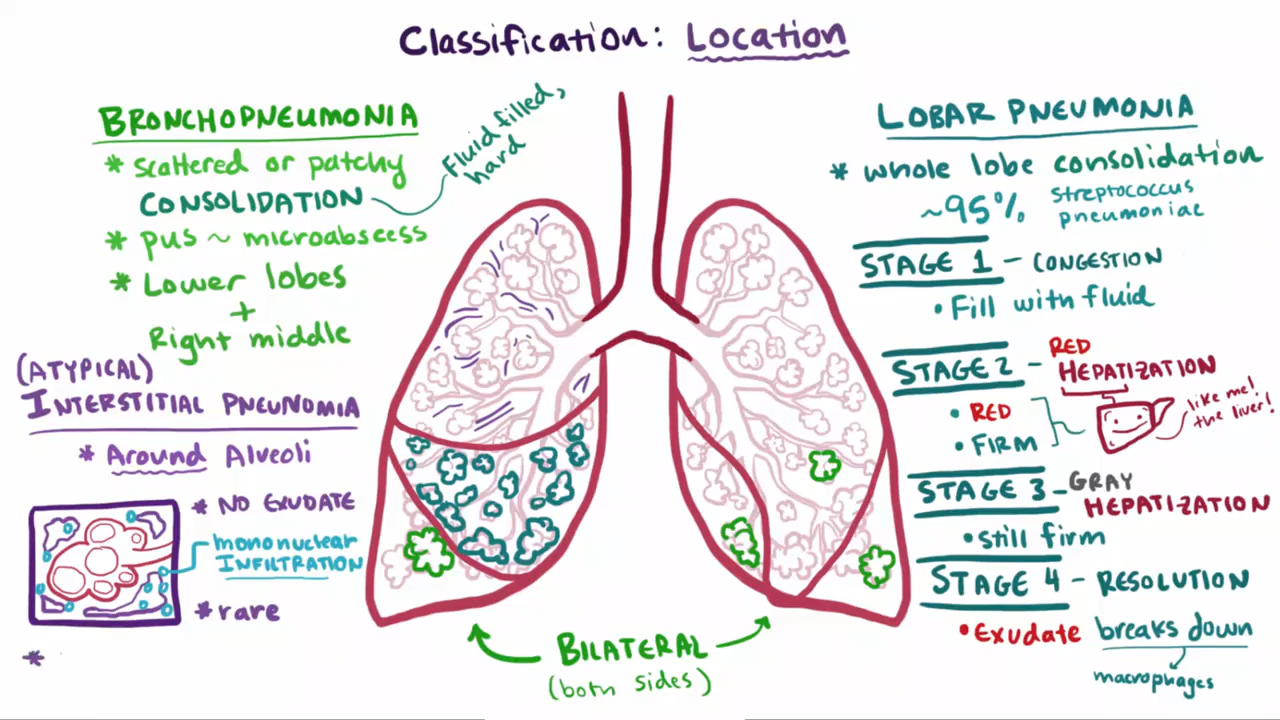 Classification: Location
BRONCHOPNEUMONIA
* scattered or patchy
CONSOLIDATION
Fluid filled,
hard
* pus ~ microabscess
* Lower lobes
+
Right middle
(ATYPICAL)
INTERSTITIAL PNEUNOMIA
* Around Alveoli
* NO EXUDATE
mononuclear
INFILTRATION
* rare
*
BILATERAL
(both sides)
LOBAR PNEUMONIA
* whole lobe consolidation
~95% streptococcus
pneumoniae
STAGE 1 - CONGESTION
• Fill with fluid
STAGE 2 - RED
HEPATIZATION
• RED
• FIRM
like me!
the liver!
STAGE 3 - GRAY
HEPATIZATION
• still firm
STAGE 4 - RESOLUTION
• Exudate breaks down
macrophages